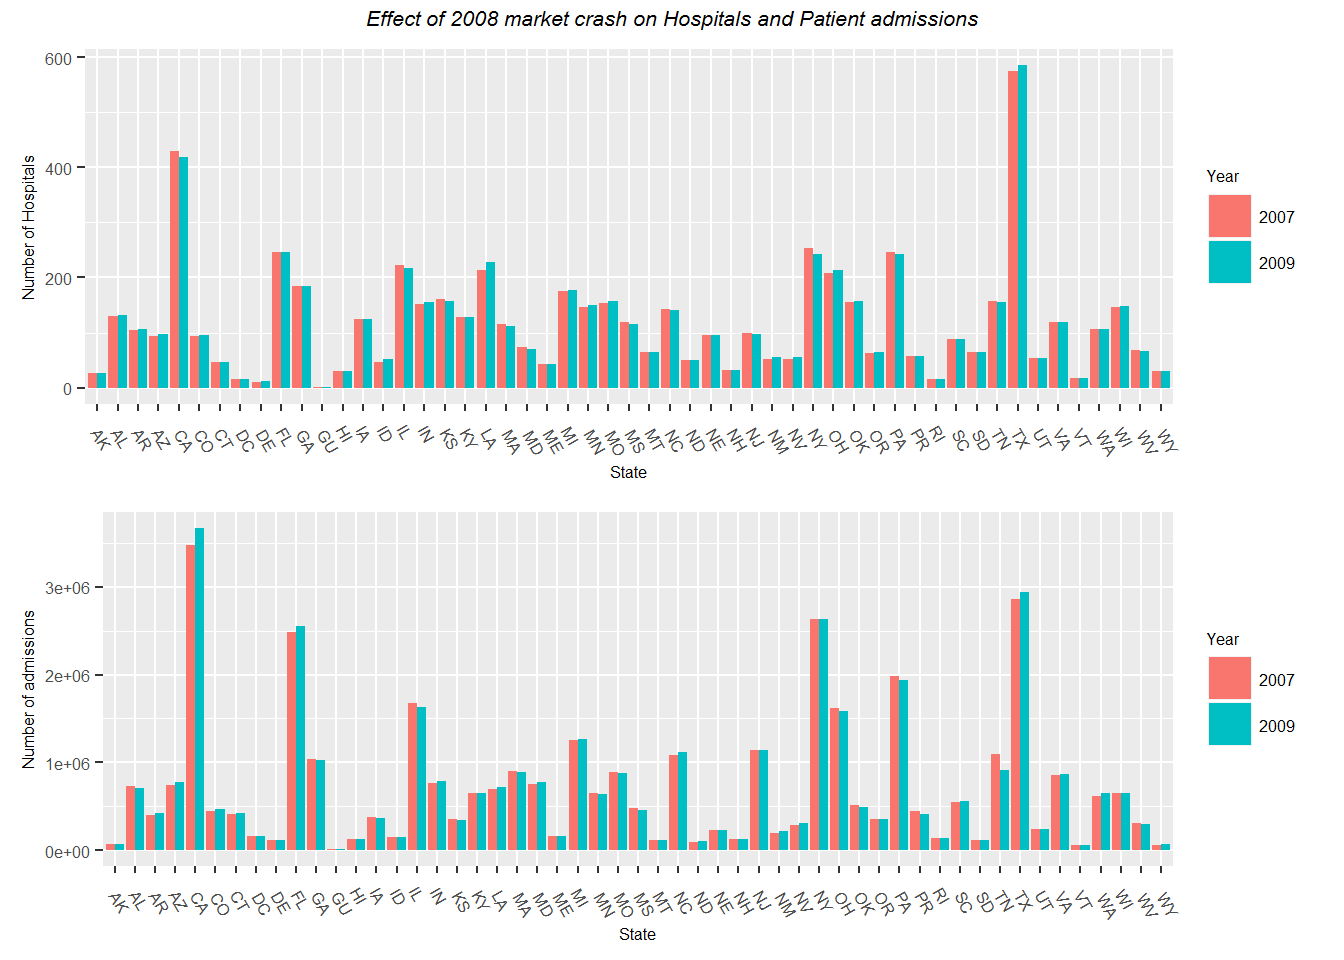 Effect of 2008 market crash on Hospitals and Patient admissions
Number of Hospitals
600
400
200
0
AK AL AR AZ CA CO CT DC DE FL GA GU HI IA ID IL IN KS KY LA MA MD ME MI MN MO MS MT NC ND NE NH NJ NM NV NY OH OK OR PA PR RI SC SD TN TX UT VA VT WA WI WV WY
State
Year
2007
2009
Number of admissions
3e+06
2e+06
1e+06
0e+00
AK AL AR AZ CA CO CT DC DE FL GA GU HI IA ID IL IN KS KY LA MA MD ME MI MN MO MS MT NC ND NE NH NJ NM NV NY OH OK OR PA PR RI SC SD TN TX UT VA VT WA WI WV WY
State
Year
2007
2009